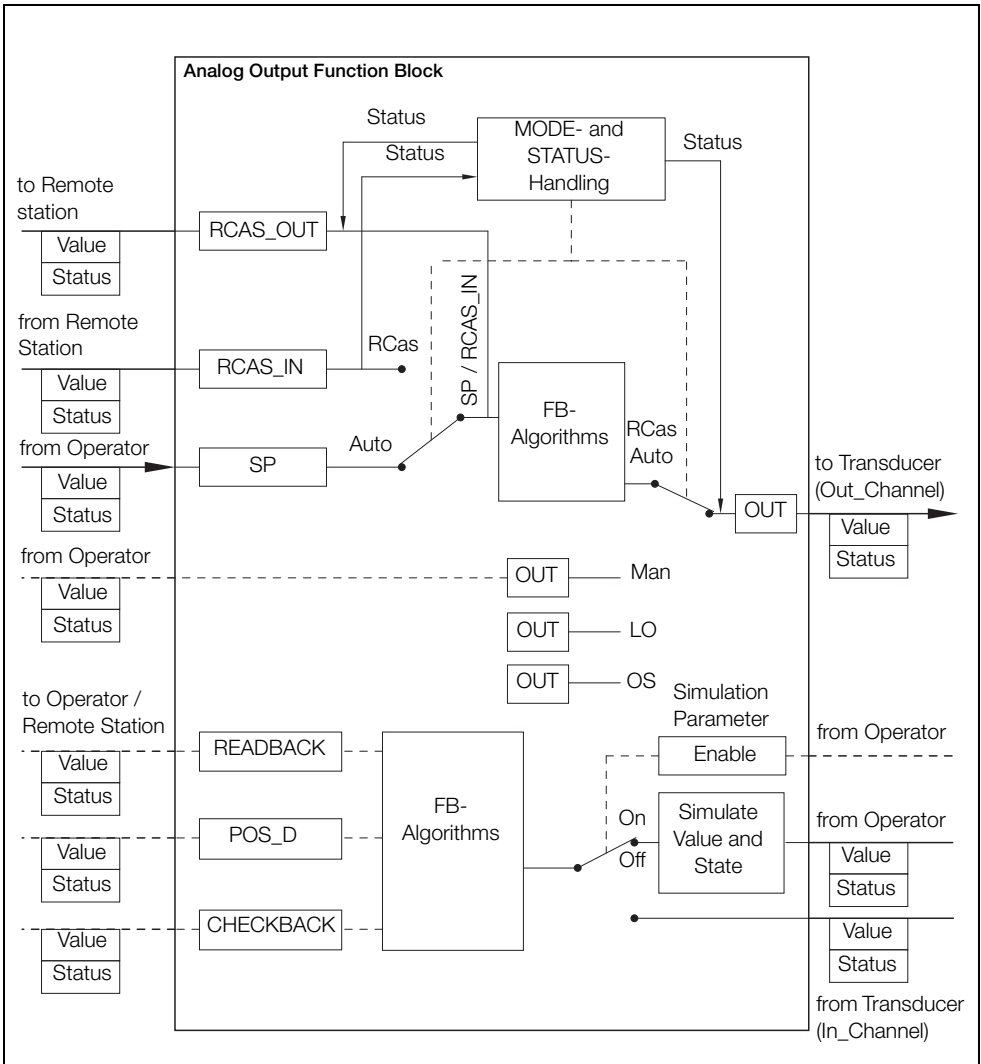 Analog Output Function Block
Status
Status
MODE- and
STATUS-
Handling
Status
to Remote
station
Value
Status
RCAS_OUT
from Remote
Station
Value
Status
RCAS_IN
RCas
SP / RCAS_IN
FB-
Algorithms
RCas
Auto
from Operator
Value
Status
SP
Auto
OUT
to Transducer
(Out_Channel)
Value
Status
from Operator
Value
Status
OUT
Man
OUT
LO
OUT
OS
to Operator /
Remote Station
Value
Status
READBACK
Value
Status
POS_D
Value
Status
CHECKBACK
FB-
Algorithms
Simulation
Parameter
Enable
from Operator
On
Off
Simulate
Value and
State
from Operator
Value
Status
Value
Status
from Transducer
(In_Channel)